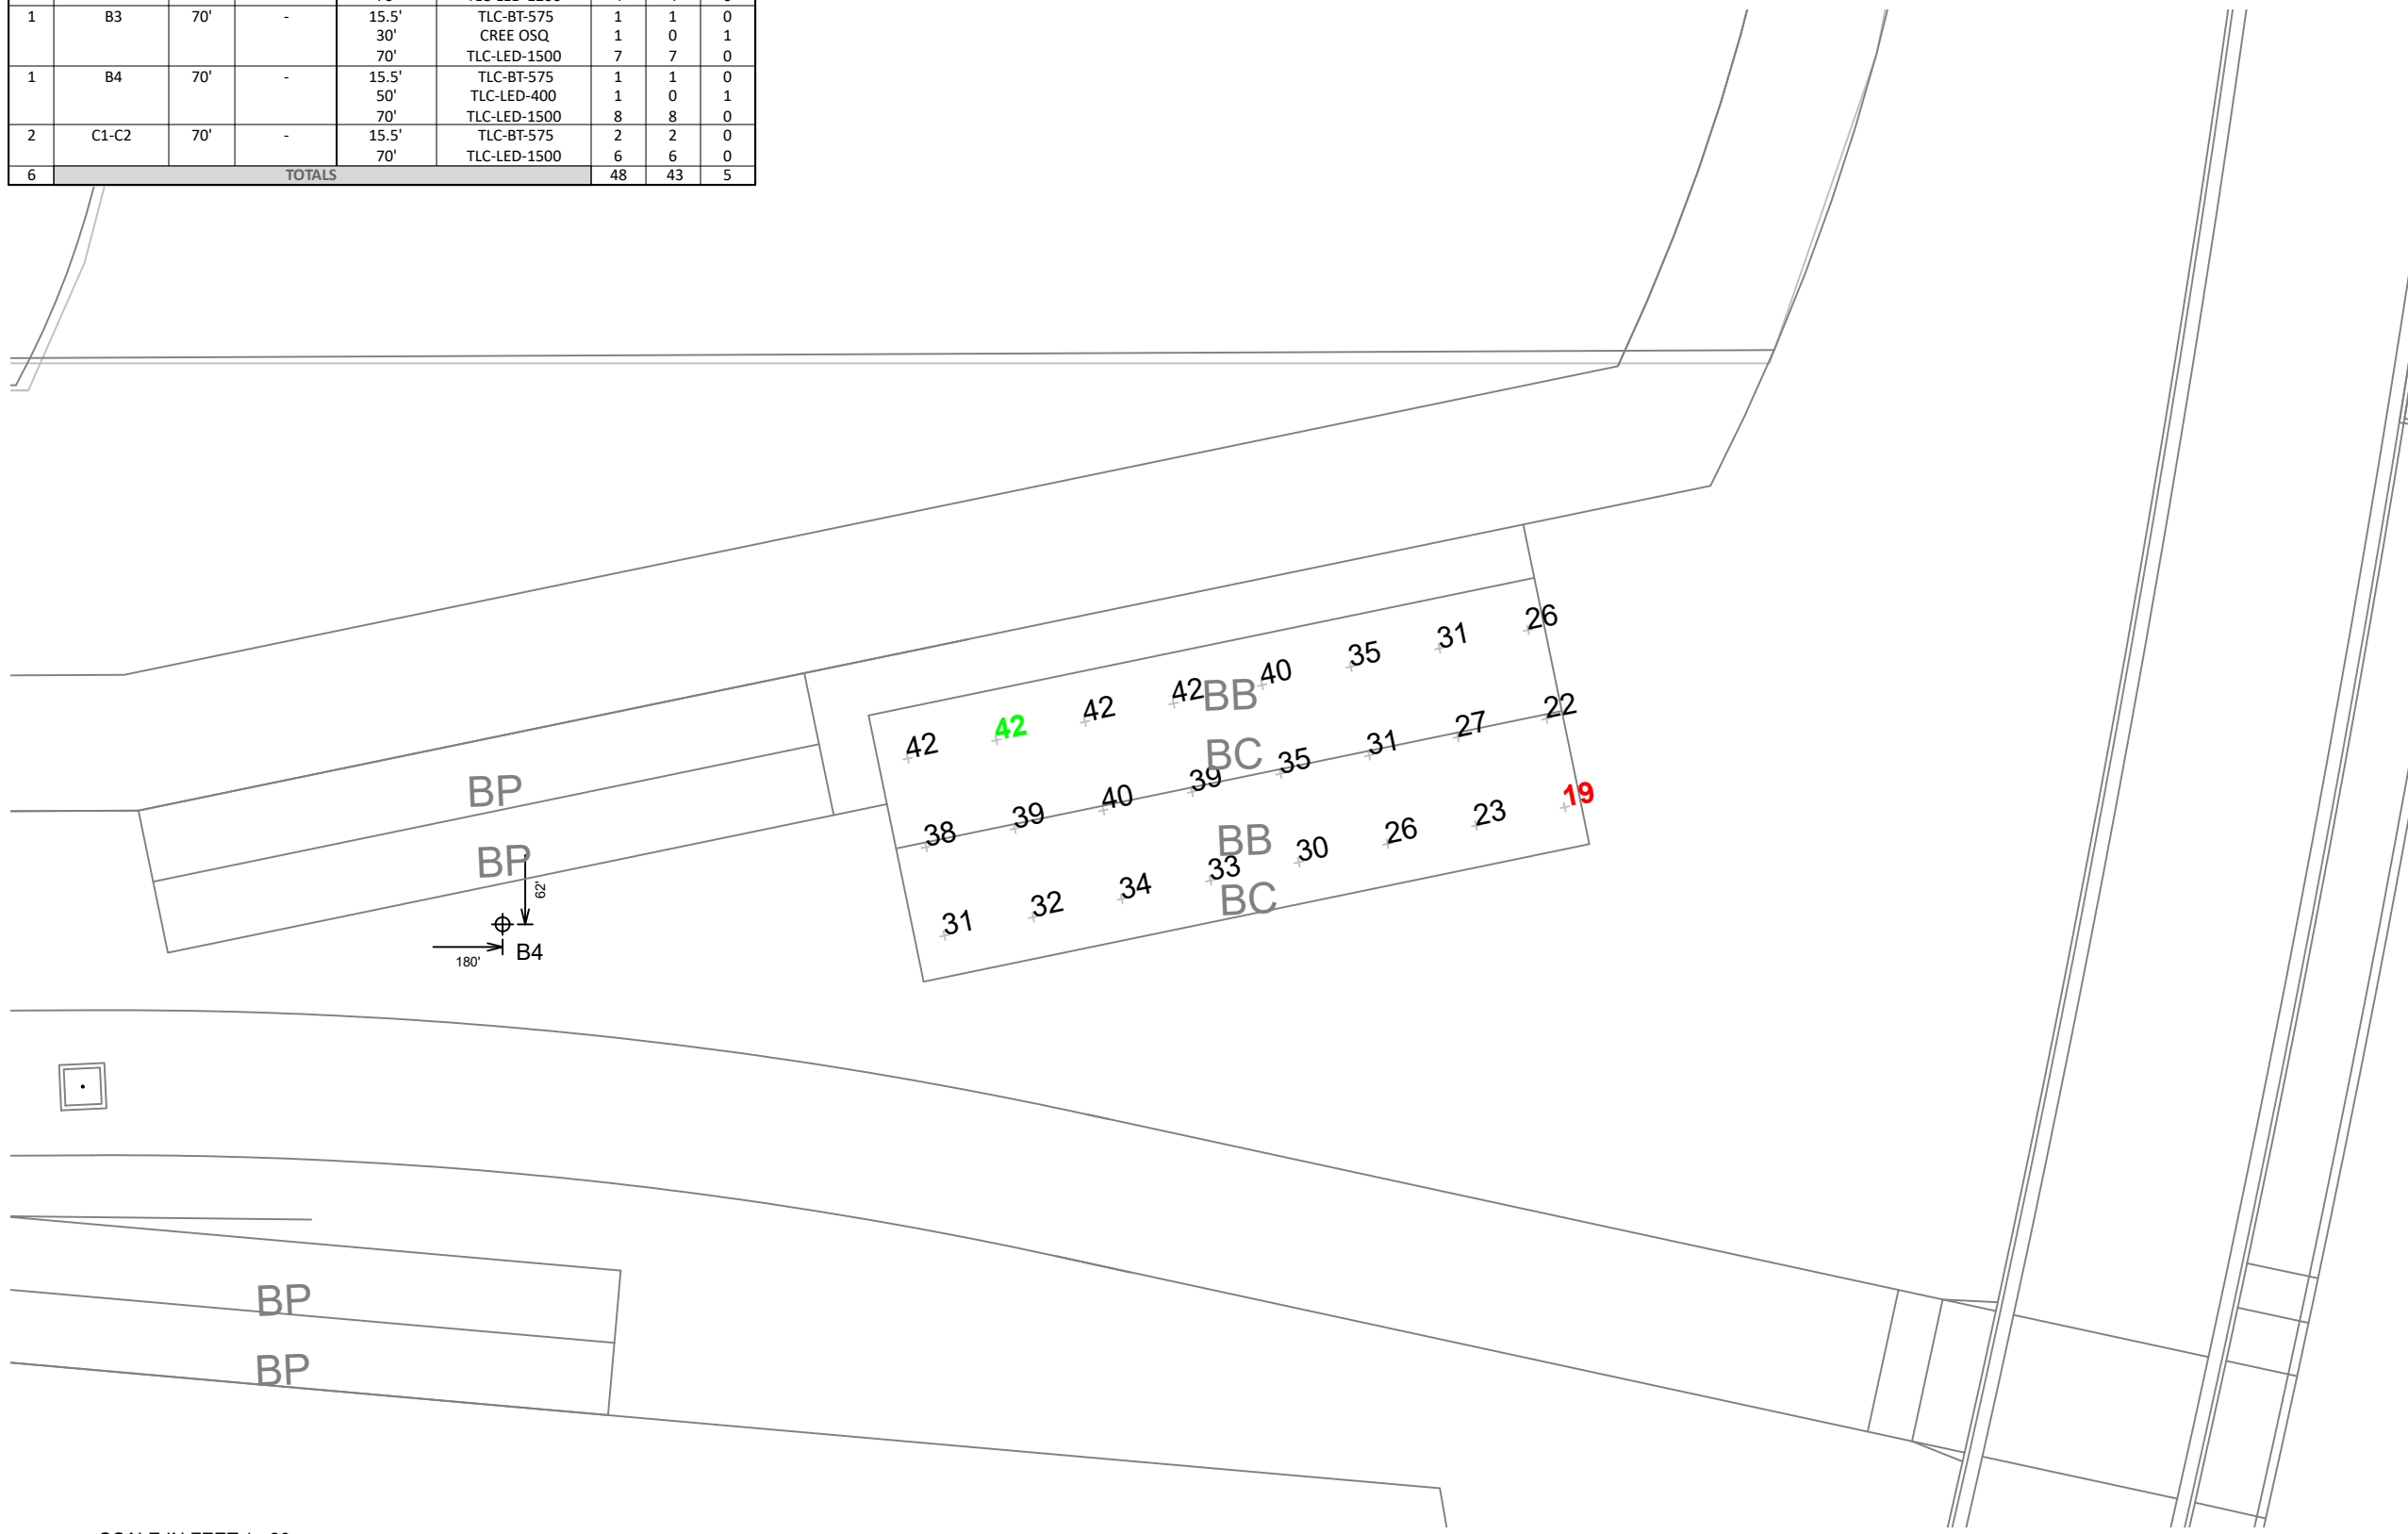 1 B3 70' - 15.5' TLC-BT-575 1 1 0
30' CREE OSQ 1 0 1
70' TLC-LED-1500 7 7 0
1 B4 70' - 15.5' TLC-BT-575 1 1 0
50' TLC-LED-400 1 0 1
70' TLC-LED-1500 8 8 0
2 C1-C2 70' - 15.5' TLC-BT-575 2 2 0
70' TLC-LED-1500 6 6 0
6 TOTALS 48 43 5
42 42 42 42 40 35 31 26
BB
BC
38 39 40 39 35 31 27 22
BB
BC
31 32 34 33 30 26 23 19
BP
BP
62'
180'
B4
BP
BP